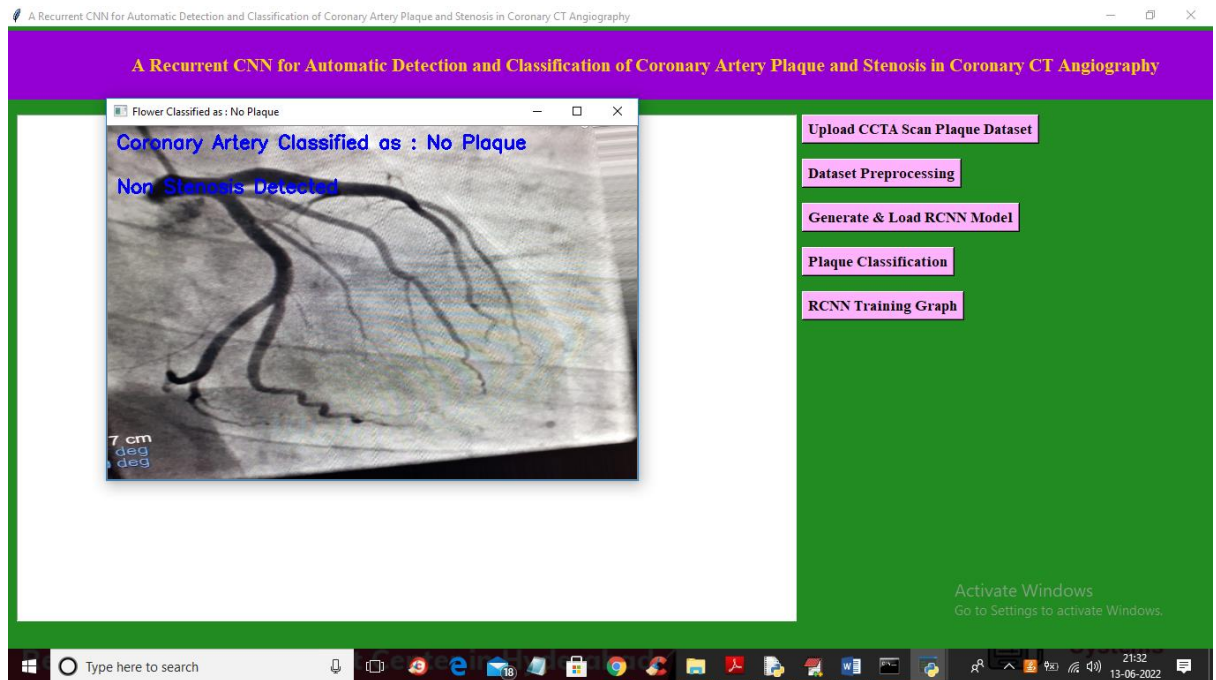 A Recurrent CNN for Automatic Detection and Classification of Coronary Artery Plaque and Stenosis in Coronary CT Angiography
A Recurrent CNN for Automatic Detection and Classification of Coronary Artery Plaque and Stenosis in Coronary CT Angiography
Flower Classified as : No Plaque
Coronary Artery Classified as : No Plaque
Non Stenosis Detected
7 cm
deg
deg
Upload CCTA Scan Plaque Dataset
Dataset Preprocessing
Generate & Load RCNN Model
Plaque Classification
RCNN Training Graph
Activate Windows
Go to Settings to activate Windows.
Type here to search
18
21:32
13-06-2022